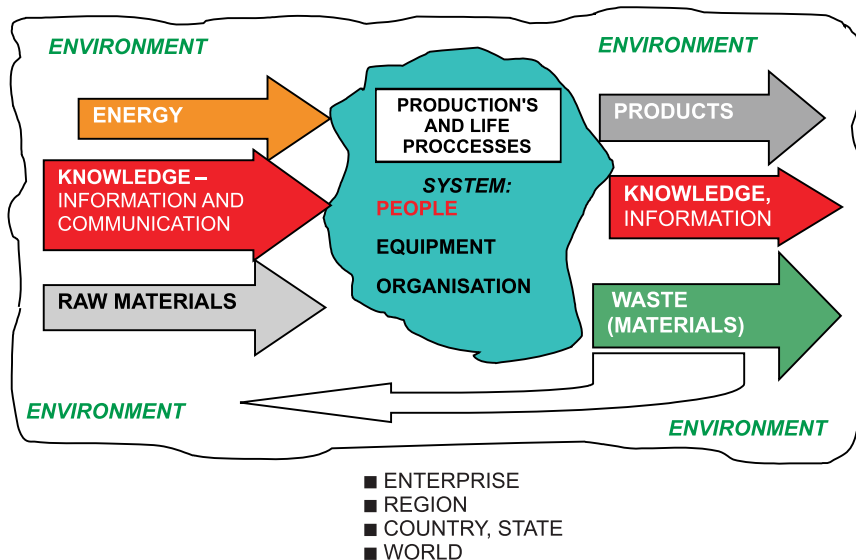 ENVIRONMENT
ENVIRONMENT
ENERGY
KNOWLEDGE –
INFORMATION AND
COMMUNICATION
RAW MATERIALS
PRODUCTION'S
AND LIFE
PROCCESSES
SYSTEM:
PEOPLE
EQUIPMENT
ORGANISATION
PRODUCTS
KNOWLEDGE,
INFORMATION
WASTE
(MATERIALS)
ENVIRONMENT
ENVIRONMENT
■ ENTERPRISE
■ REGION
■ COUNTRY, STATE
■ WORLD